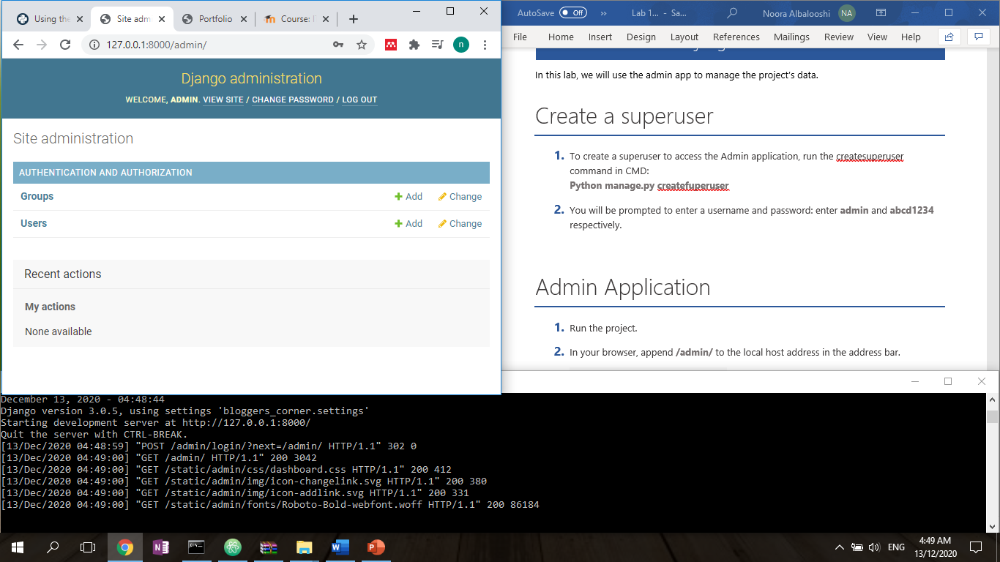 Using the
Site adm
Portfolio
Course: I
127.0.0.1:8000/admin/
n
Django administration
WELCOME, ADMIN. VIEW SITE / CHANGE PASSWORD / LOG OUT
Site administration
AUTHENTICATION AND AUTHORIZATION
Groups Add Change
Users Add Change
Recent actions
My actions
None available
AutoSave Off Lab 1... - Sa... Noora Albalooshi NA
File Home Insert Design Layout References Mailings Review View Help
In this lab, we will use the admin app to manage the project's data.
Create a superuser
1. To create a superuser to access the Admin application, run the createsuperuser
command in CMD:
Python manage.py createfuperuser
2. You will be prompted to enter a username and password: enter admin and abcd1234
respectively.
Admin Application
1. Run the project.
2. In your browser, append /admin/ to the local host address in the address bar.
December 13, 2020 - 04:48:44
Django version 3.0.5, using settings 'bloggers_corner.settings'
Starting development server at http://127.0.0.1:8000/
Quit the server with CTRL-BREAK.
[13/Dec/2020 04:48:59] "POST /admin/login/?next=/admin/ HTTP/1.1" 302 0
[13/Dec/2020 04:49:00] "GET /admin/ HTTP/1.1" 200 3042
[13/Dec/2020 04:49:00] "GET /static/admin/css/dashboard.css HTTP/1.1" 200 412
[13/Dec/2020 04:49:00] "GET /static/admin/img/icon-changelink.svg HTTP/1.1" 200 380
[13/Dec/2020 04:49:00] "GET /static/admin/img/icon-addlink.svg HTTP/1.1" 200 331
[13/Dec/2020 04:49:00] "GET /static/admin/fonts/Roboto-Bold-webfont.woff HTTP/1.1" 200 86184
ENG
4:49 AM
13/12/2020